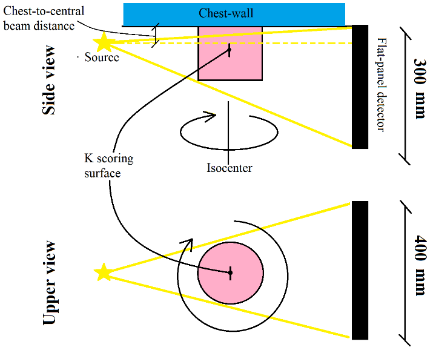 Chest-to-central
beam distance
Chest-wall
Source
Side view
Flat-panel detector
300 mm
Isocenter
K scoring
surface
Upper view
400 mm